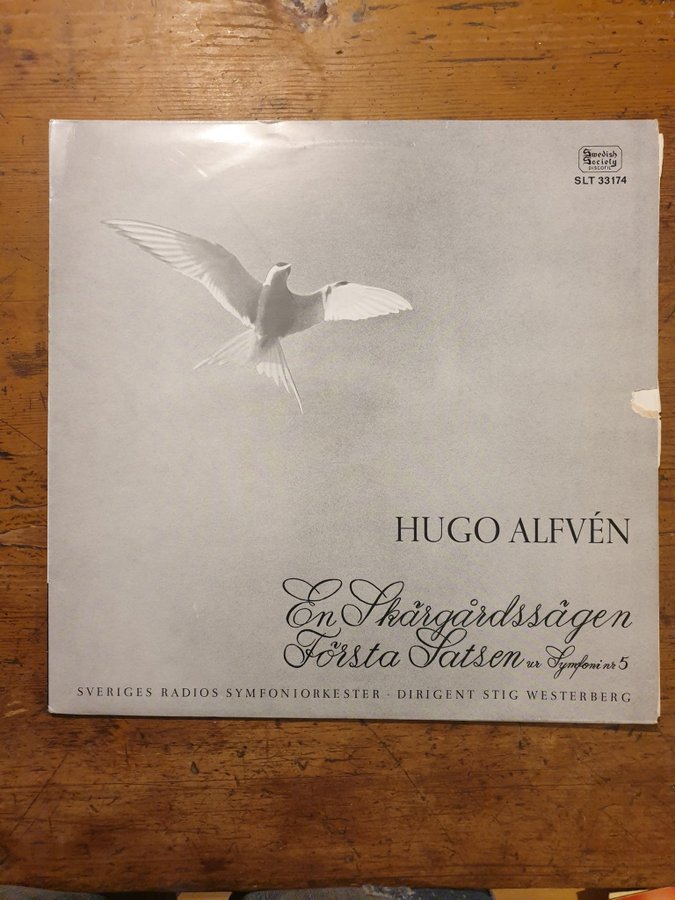 Swedish
Society
DISCOFIL
SLT 33174
HUGO ALFVÉN
En Skärgårdssägen
Första Satsen ur Symfoni nr 5
SVERIGES RADIOS SYMFONIORKESTER · DIRIGENT STIG WESTERBERG